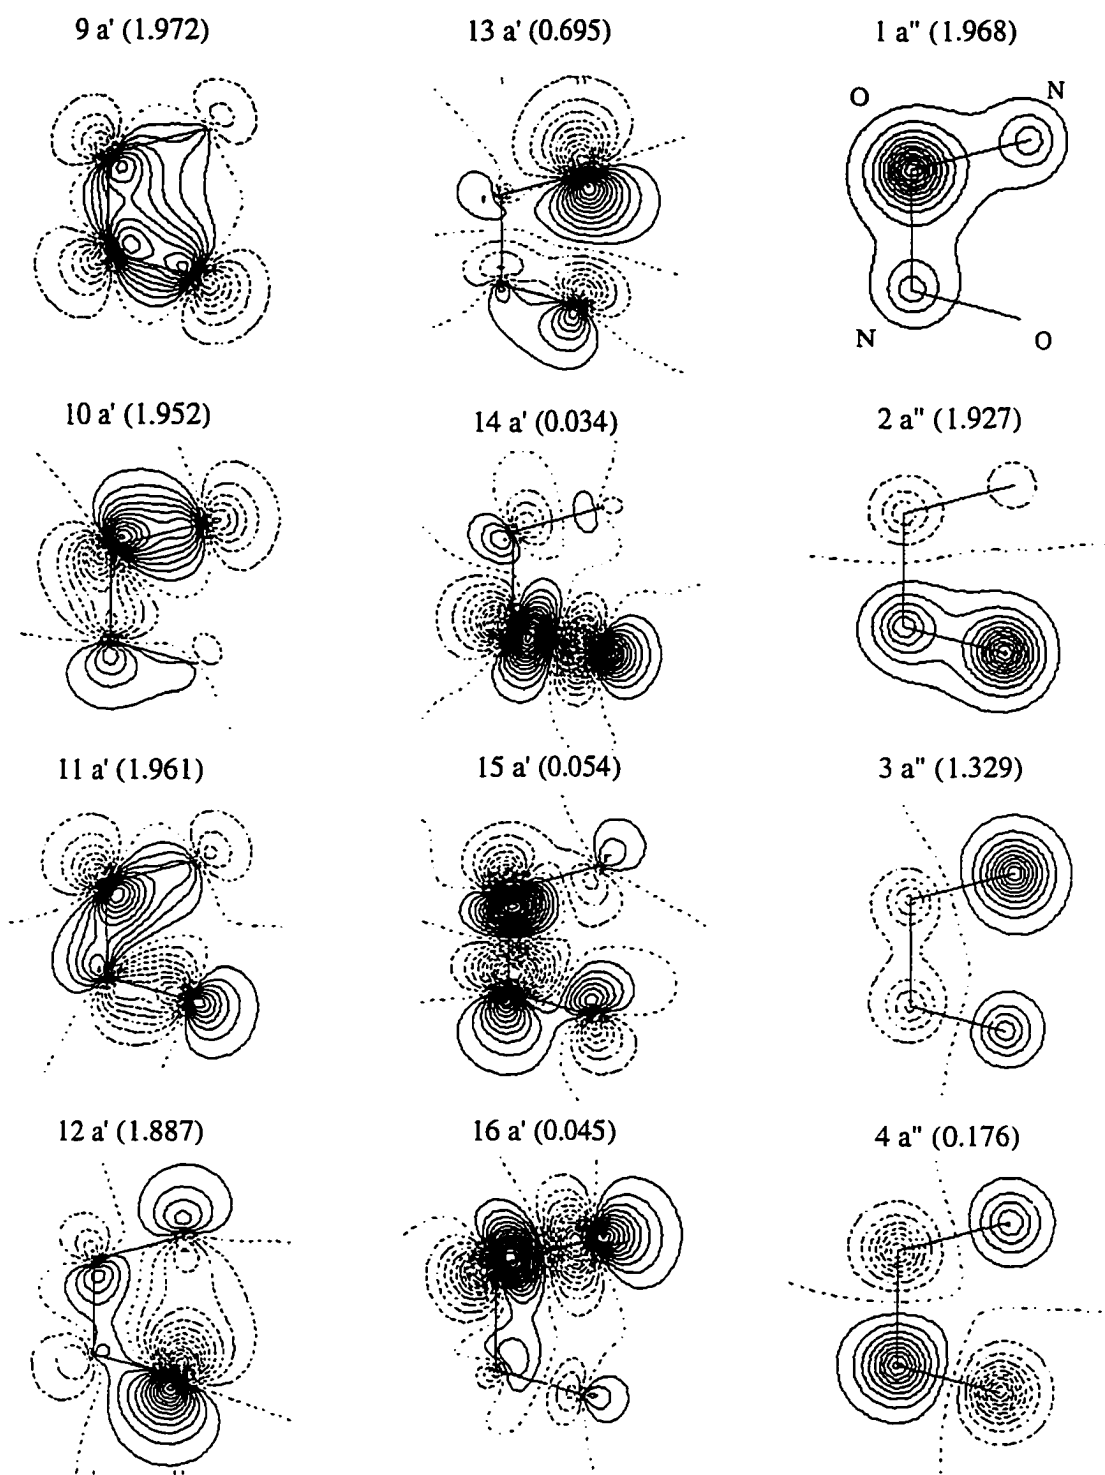 9 a' (1.972)
13 a' (0.695)
1 a" (1.968)
O
N
N
O
10 a' (1.952)
14 a' (0.034)
2 a" (1.927)
11 a' (1.961)
15 a' (0.054)
3 a" (1.329)
12 a' (1.887)
16 a' (0.045)
4 a" (0.176)